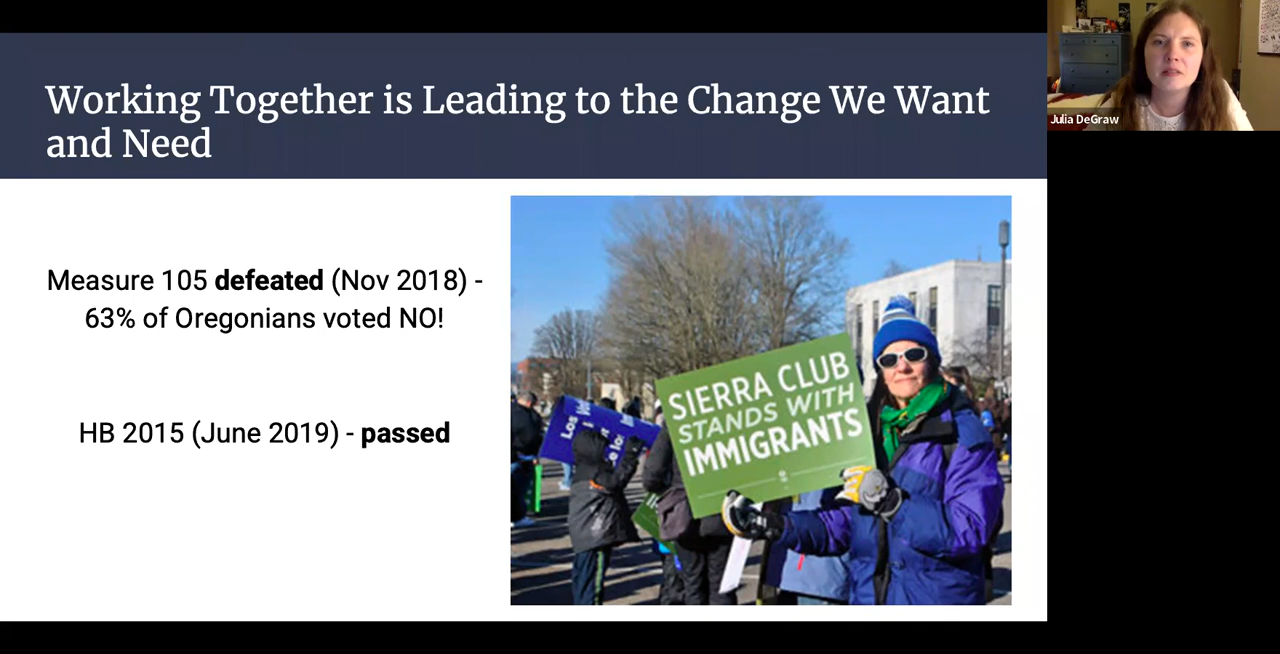 Working Together is Leading to the Change We Want
and Need
Measure 105 defeated (Nov 2018) -
63% of Oregonians voted NO!
HB 2015 (June 2019) - passed
SIERRA CLUB
STANDS WITH
IMMIGRANTS
Los
Julia DeGraw